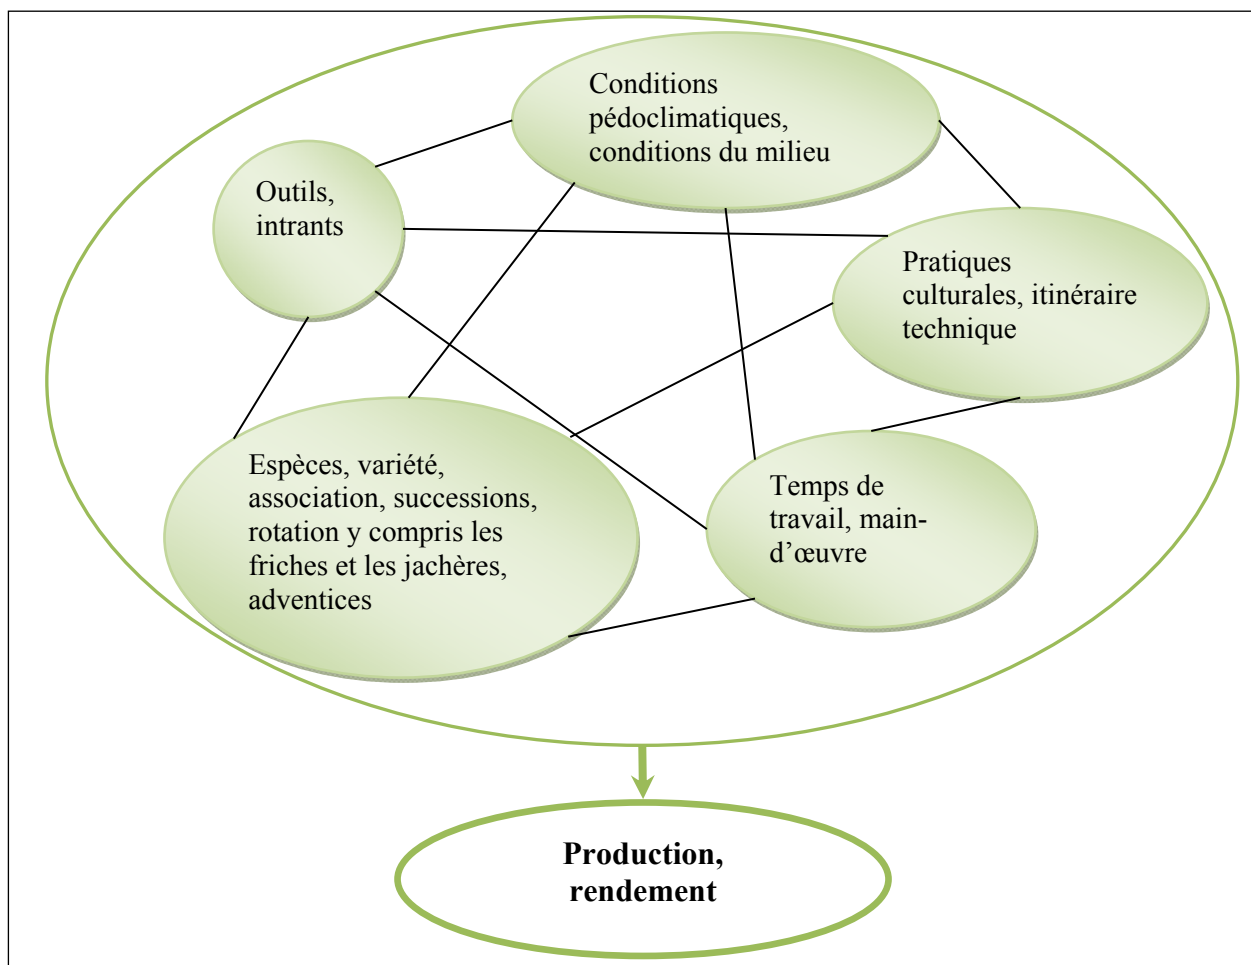 Conditions
pédoclimatiques,
conditions du milieu
Outils,
intrants
Pratiques
culturales, itinéraire
technique
Espèces, variété,
association, successions,
rotation y compris les
friches et les jachères,
adventices
Temps de
travail, main-
d’œuvre
Production,
rendement